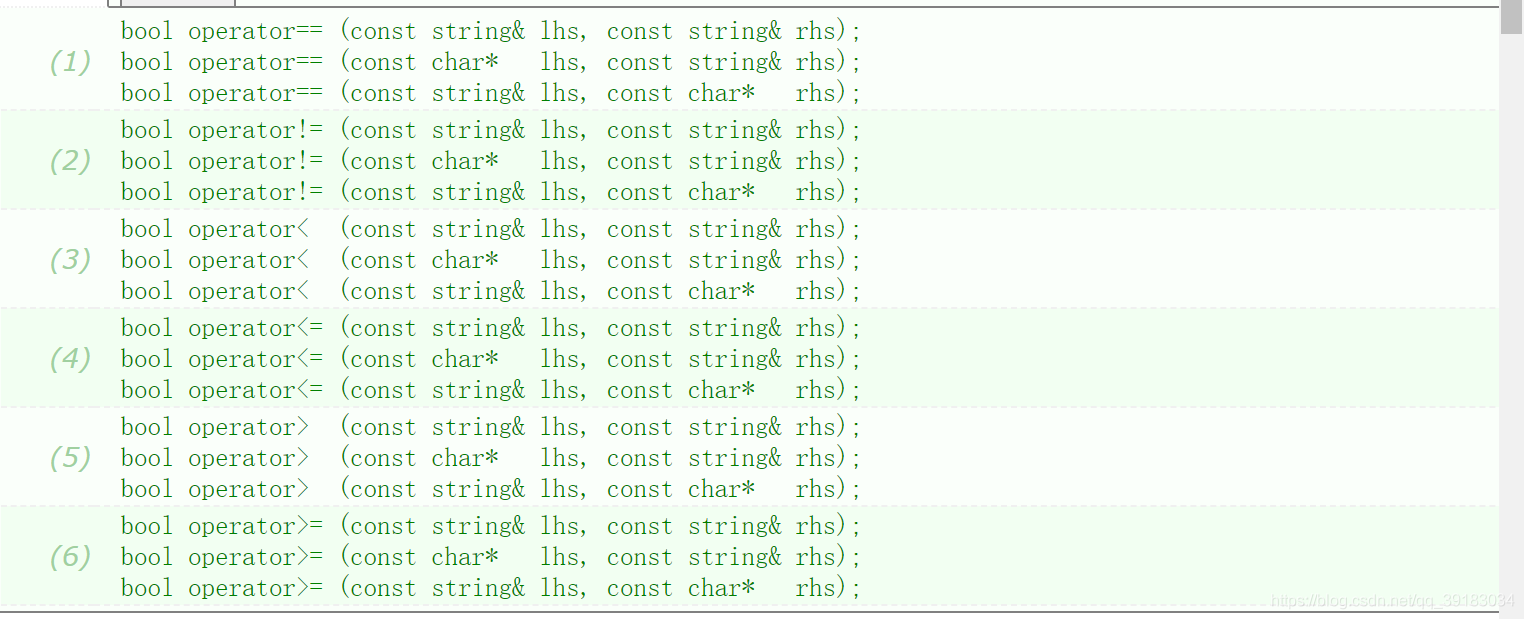 bool operator== (const string& lhs, const string& rhs);
(1) bool operator== (const char*   lhs, const string& rhs);
bool operator== (const string& lhs, const char*   rhs);
bool operator!= (const string& lhs, const string& rhs);
(2) bool operator!= (const char*   lhs, const string& rhs);
bool operator!= (const string& lhs, const char*   rhs);
bool operator<  (const string& lhs, const string& rhs);
(3) bool operator<  (const char*   lhs, const string& rhs);
bool operator<  (const string& lhs, const char*   rhs);
bool operator<= (const string& lhs, const string& rhs);
(4) bool operator<= (const char*   lhs, const string& rhs);
bool operator<= (const string& lhs, const char*   rhs);
bool operator>  (const string& lhs, const string& rhs);
(5) bool operator>  (const char*   lhs, const string& rhs);
bool operator>  (const string& lhs, const char*   rhs);
bool operator>= (const string& lhs, const string& rhs);
(6) bool operator>= (const char*   lhs, const string& rhs);
bool operator>= (const string& lhs, const char*   rhs);
https://blog.csdn.net/qq_39183034